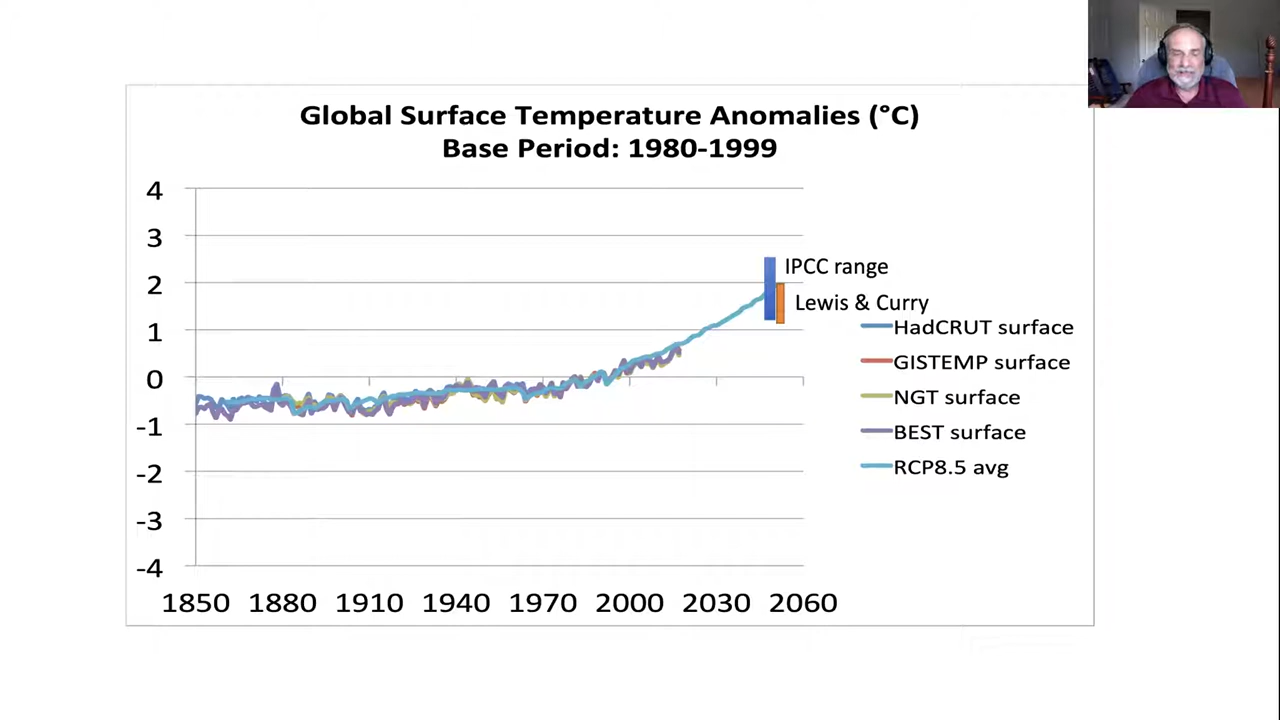 Global Surface Temperature Anomalies (°C)
Base Period: 1980-1999
4
3
2
1
0
-1
-2
-3
-4
1850 1880 1910 1940 1970 2000 2030 2060
IPCC range
Lewis & Curry
HadCRUT surface
GISTEMP surface
NGT surface
BEST surface
RCP8.5 avg